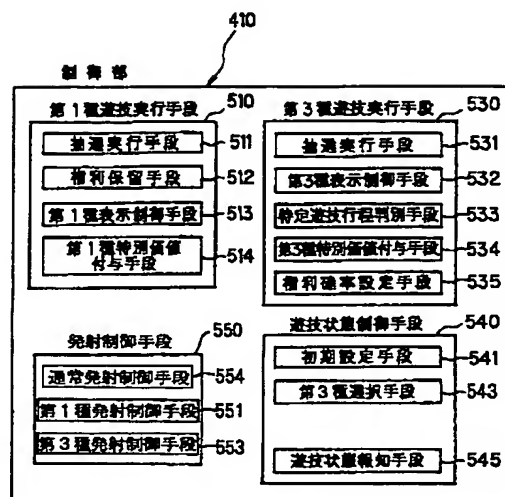 410
制御部
第1種遊技実行手段 510
抽選実行手段 511
権利保留手段 512
第1種表示制御手段 513
第1種特別価値
付与手段 514
第3種遊技実行手段 530
抽選実行手段 531
第3種表示制御手段 532
特定遊技行程判別手段 533
第3種特別価値付与手段 534
権利確率設定手段 535
発射制御手段 550
通常発射制御手段 554
第1種発射制御手段 551
第3種発射制御手段 553
遊技状態制御手段 540
初期設定手段 541
第3種選択手段 543
遊技状態報知手段 545